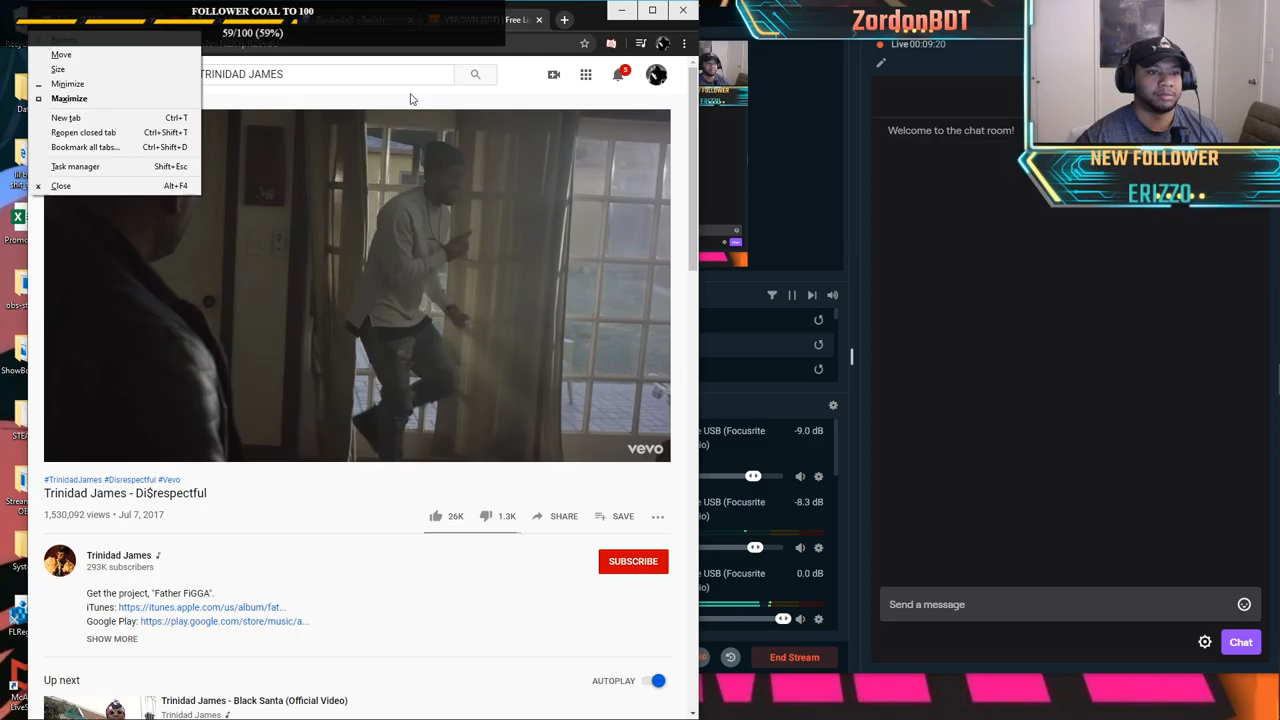 FOLLOWER GOAL TO 100
59/100 (59%)
VBROWN (BDT) | Free Li
Restore
Move
Size
Minimize
Maximize
New tab Ctrl+T
Reopen closed tab Ctrl+Shift+T
Bookmark all tabs... Ctrl+Shift+D
Task manager Shift+Esc
Close Alt+F4
TRINIDAD JAMES
5
vevo
#TrinidadJames #Disrespectful #Vevo
Trinidad James - Di$respectful
1,530,092 views • Jul 7, 2017
26K 1.3K SHARE SAVE
Trinidad James
293K subscribers
SUBSCRIBE
Get the project, "Father FiGGA".
iTunes: https://itunes.apple.com/us/album/fat...
Google Play: https://play.google.com/store/music/a...
SHOW MORE
Up next AUTOPLAY
Trinidad James - Black Santa (Official Video)
Trinidad James
USB (Focusrite -9.0 dB
USB (Focusrite -8.3 dB
USB (Focusrite 0.0 dB
End Stream
ZordonBDT
Live 00:09:20
Welcome to the chat room!
NEW FOLLOWER
ERIZZO
Send a message
Chat